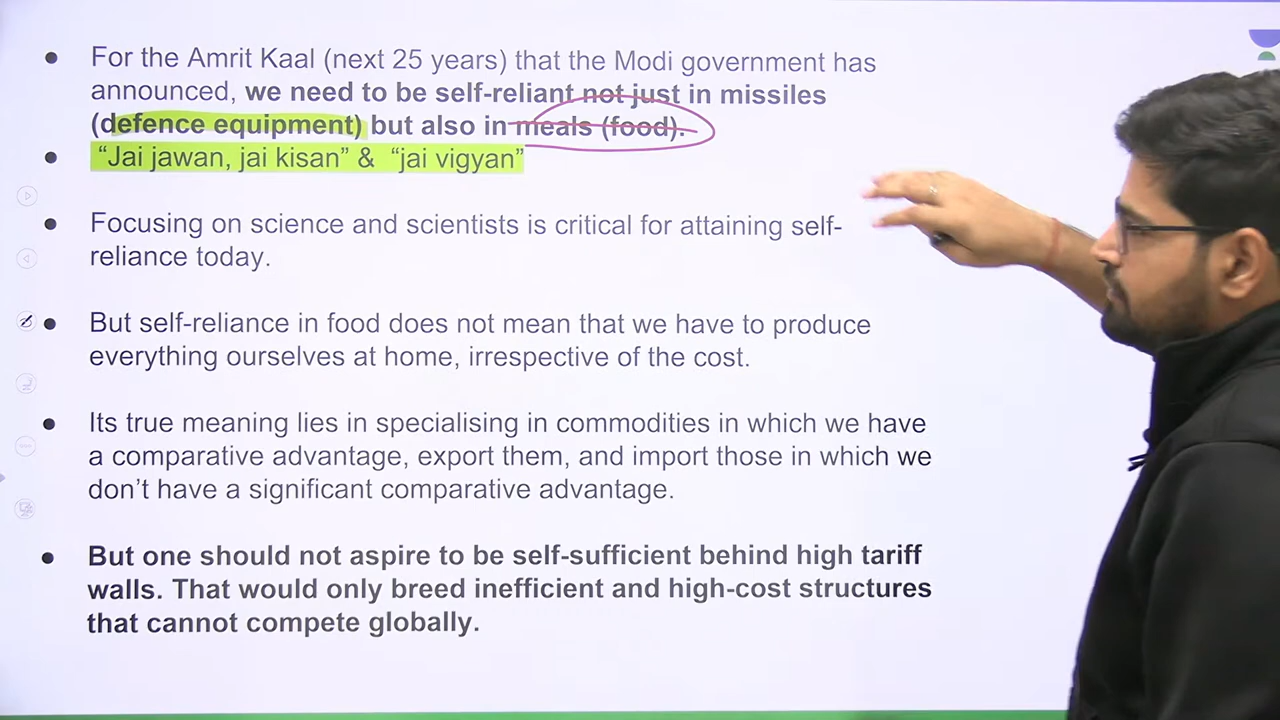 For the Amrit Kaal (next 25 years) that the Modi government has
announced, we need to be self-reliant not just in missiles
(defence equipment) but also in meals (food).
“Jai jawan, jai kisan” & “jai vigyan”
Focusing on science and scientists is critical for attaining self-
reliance today.
But self-reliance in food does not mean that we have to produce
everything ourselves at home, irrespective of the cost.
Its true meaning lies in specialising in commodities in which we have
a comparative advantage, export them, and import those in which we
don’t have a significant comparative advantage.
But one should not aspire to be self-sufficient behind high tariff
walls. That would only breed inefficient and high-cost structures
that cannot compete globally.